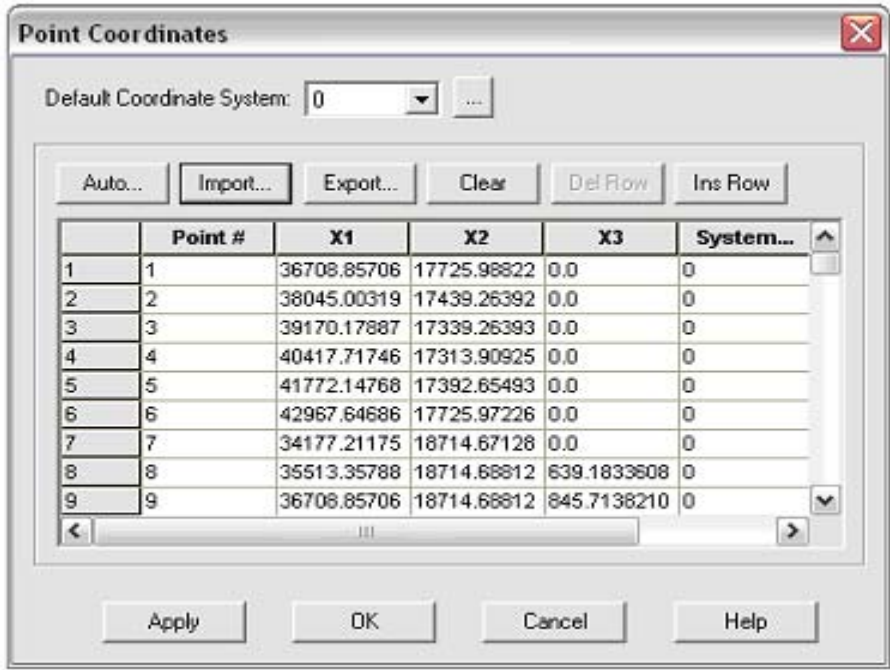 Point Coordinates
Default Coordinate System: 0 ...
Auto... Import... Export... Clear Del Row Ins Row
Point # X1 X2 X3 System...
1 1 36708.85706 17725.98822 0.0 0
2 2 38045.00319 17439.26392 0.0 0
3 3 39170.17887 17339.26393 0.0 0
4 4 40417.71746 17313.90925 0.0 0
5 5 41772.14768 17392.65493 0.0 0
6 6 42967.64686 17725.97226 0.0 0
7 7 34177.21175 18714.67128 0.0 0
8 8 35513.35788 18714.68812 639.1833608 0
9 9 36708.85706 18714.68812 845.7138210 0
Apply OK Cancel Help